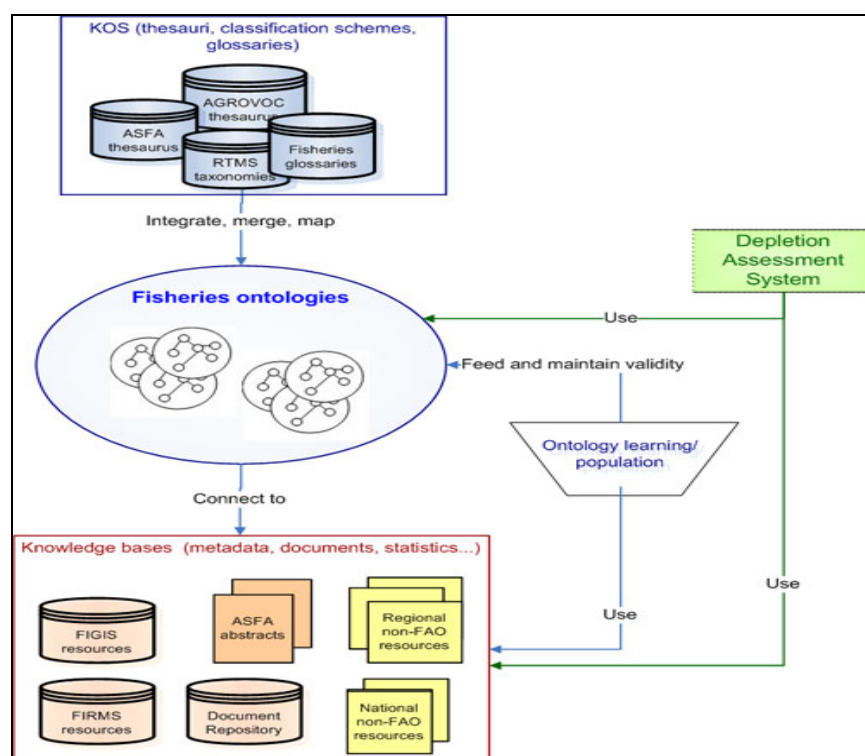 KOS (thesauri, classification schemes,
glossaries)
AGROVOC
thesaurus
ASFA
thesaurus
RTMS
taxonomies
Fisheries
glossaries
Integrate, merge, map
Depletion
Assessment
System
Fisheries ontologies
Use
Feed and maintain validity
Ontology learning/
population
Connect to
Knowledge bases (metadata, documents, statistics...)
Use
Use
FIGIS
resources
ASFA
abstracts
Regional
non-FAO
resources
FIRMS
resources
Document
Repository
National
non-FAO
resources